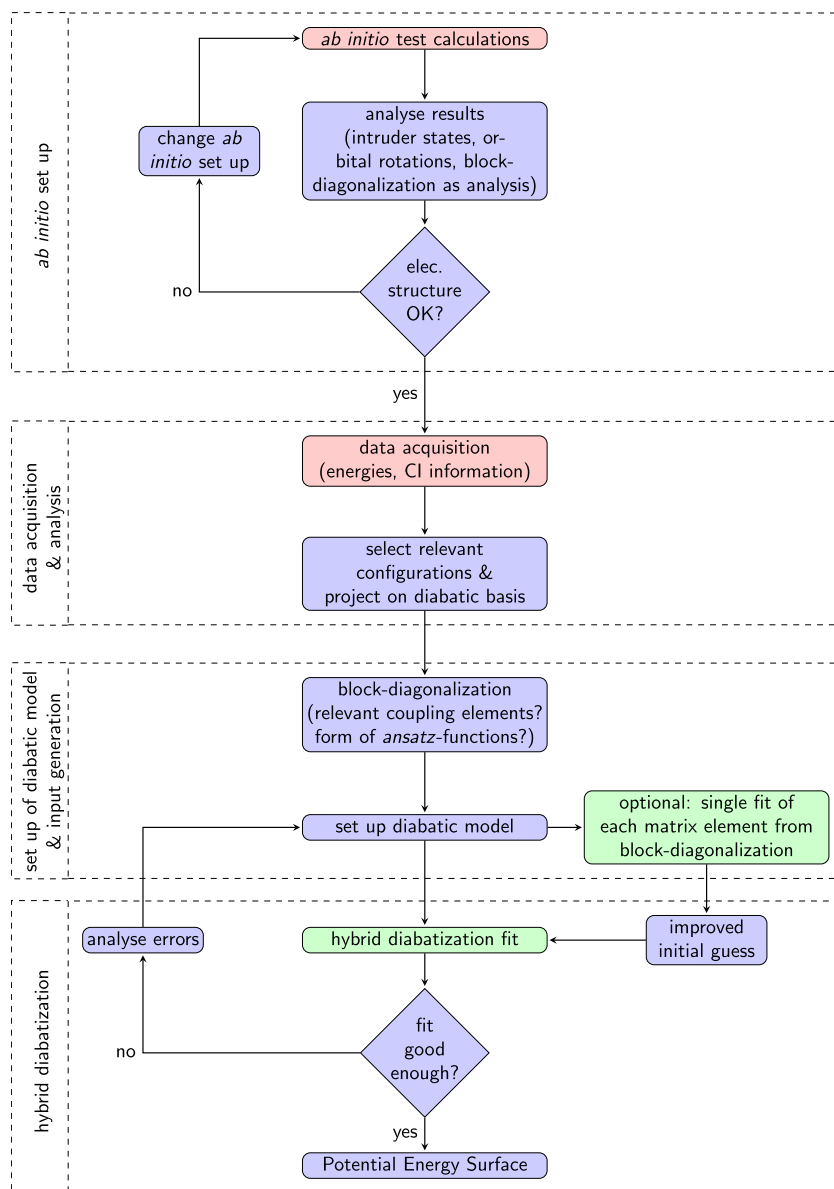 ab initio test calculations
analyse results
(intruder states, or-
bital rotations, block-
diagonalization as analysis)
change ab
initio set up
elec.
structure
OK?
no
yes
ab initio set up
data acquisition
(energies, CI information)
select relevant
configurations &
project on diabatic basis
data acquisition
& analysis
block-diagonalization
(relevant coupling elements?
form of ansatz-functions?)
set up diabatic model
optional: single fit of
each matrix element from
block-diagonalization
set up of diabatic model
& input generation
analyse errors
hybrid diabatization fit
improved
initial guess
fit
good
enough?
no
yes
Potential Energy Surface
hybrid diabatization